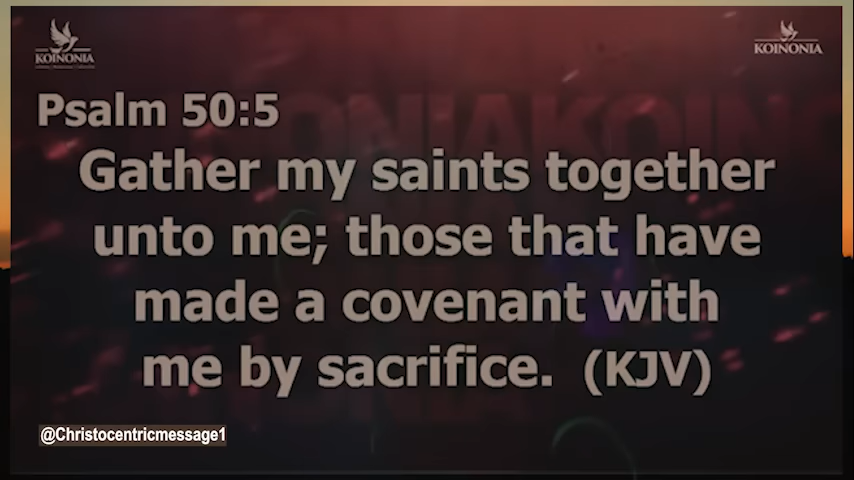 KOINONIA
KOINONIA
Psalm 50:5
Gather my saints together
unto me; those that have
made a covenant with
me by sacrifice. (KJV)
@Christocentricmessage1